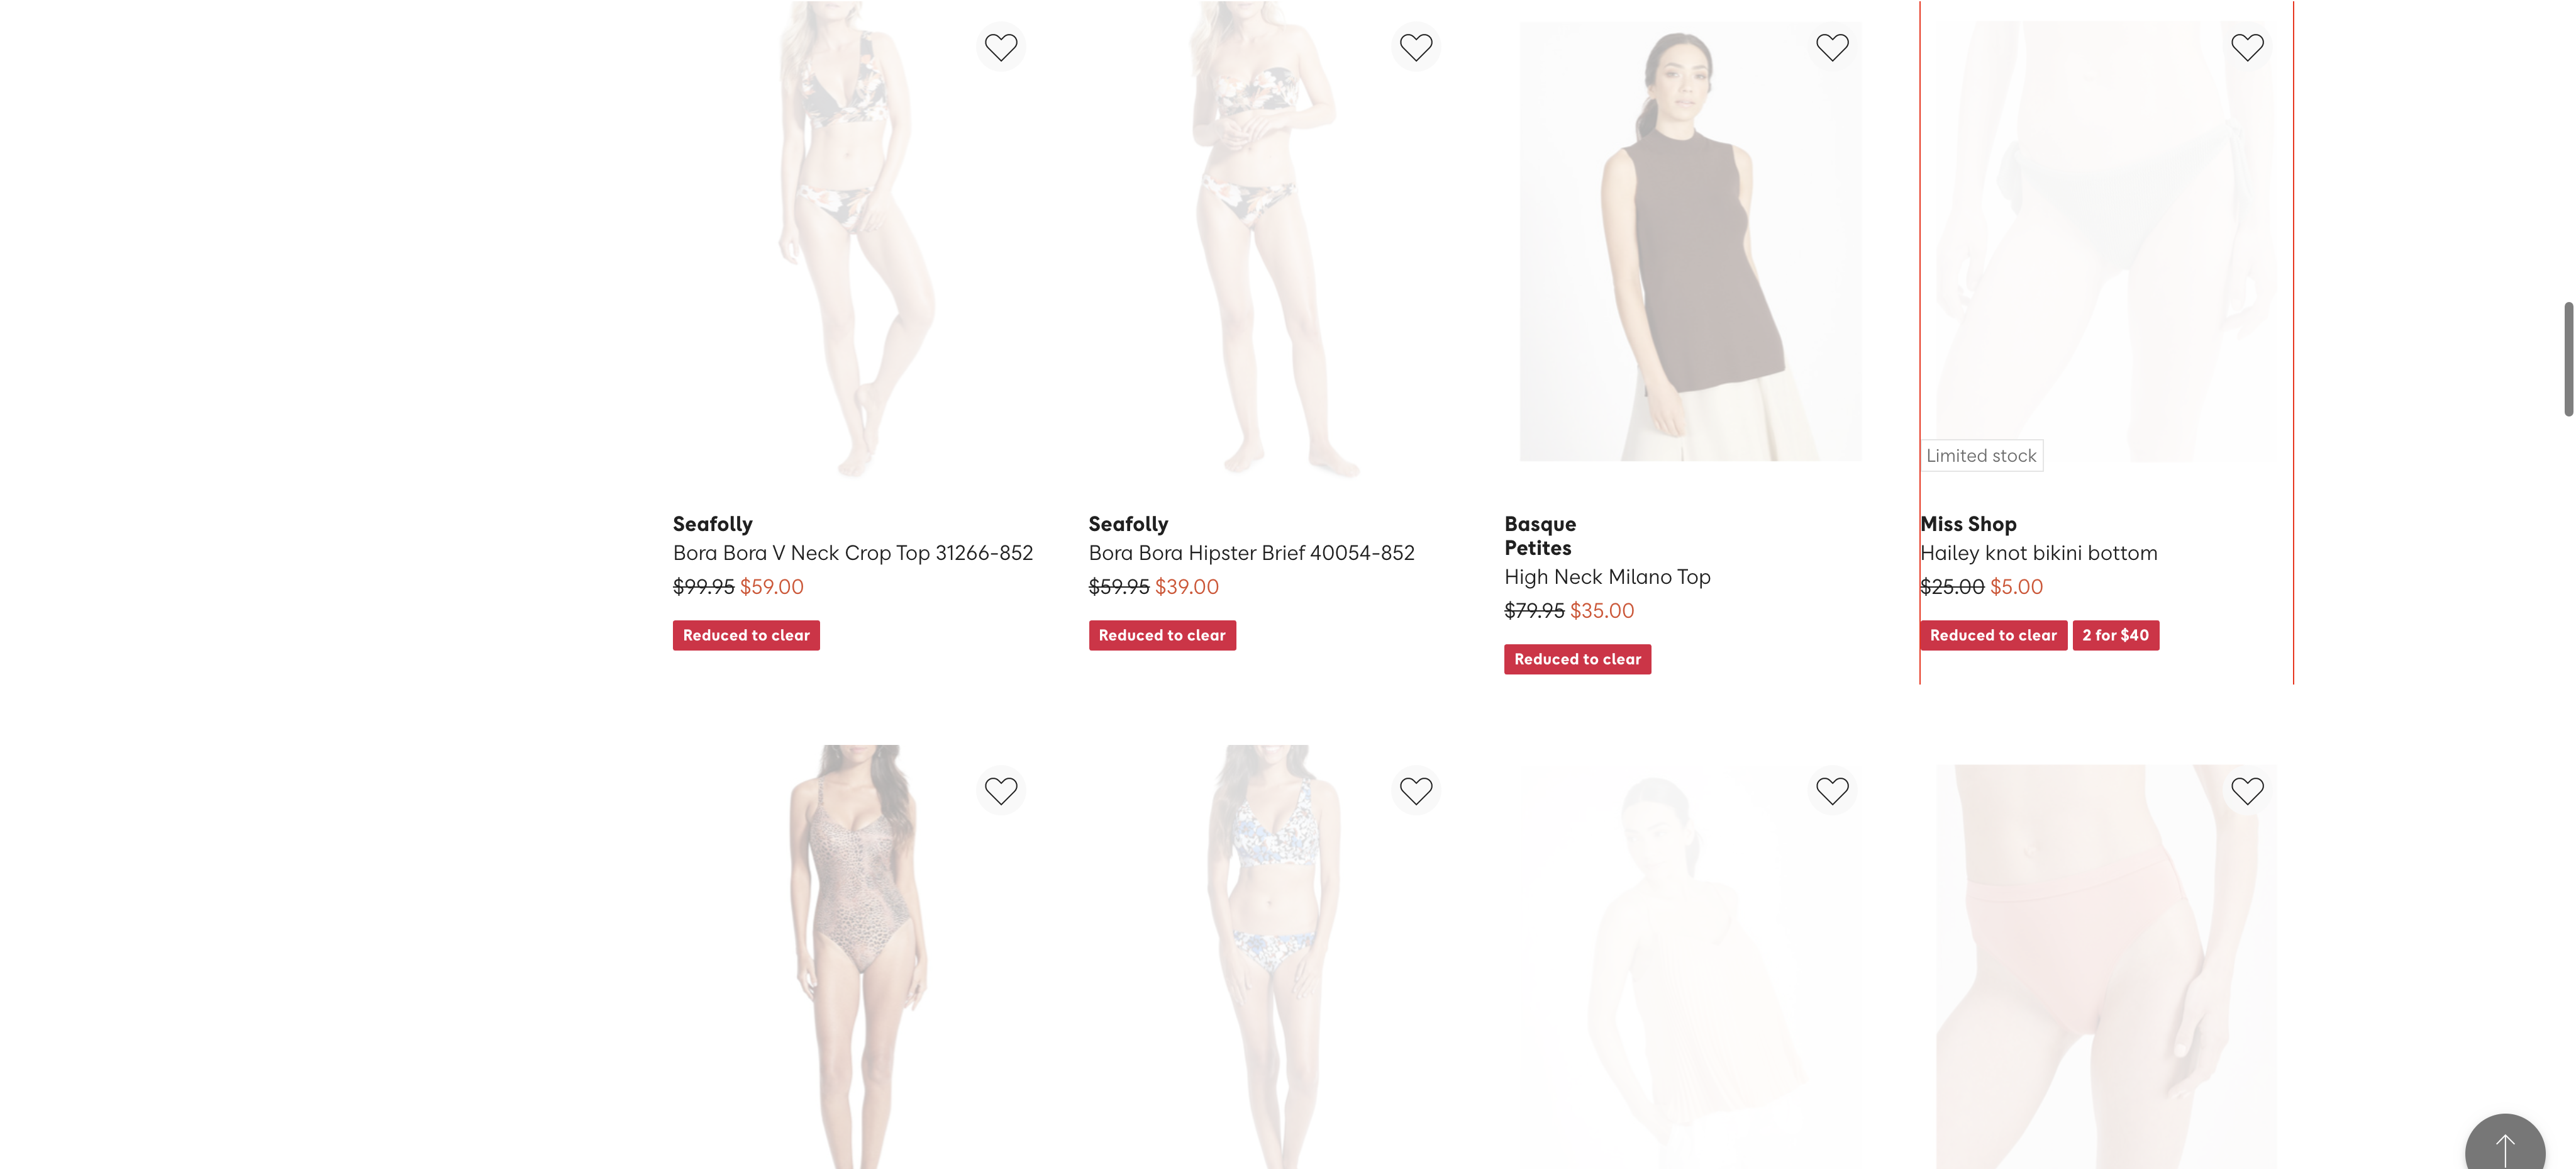 Limited stock
Seafolly
Bora Bora V Neck Crop Top 31266-852
$99.95 $59.00
Reduced to clear
Seafolly
Bora Bora Hipster Brief 40054-852
$59.95 $39.00
Reduced to clear
Basque
Petites
High Neck Milano Top
$79.95 $35.00
Reduced to clear
Miss Shop
Hailey knot bikini bottom
$25.00 $5.00
Reduced to clear 2 for $40